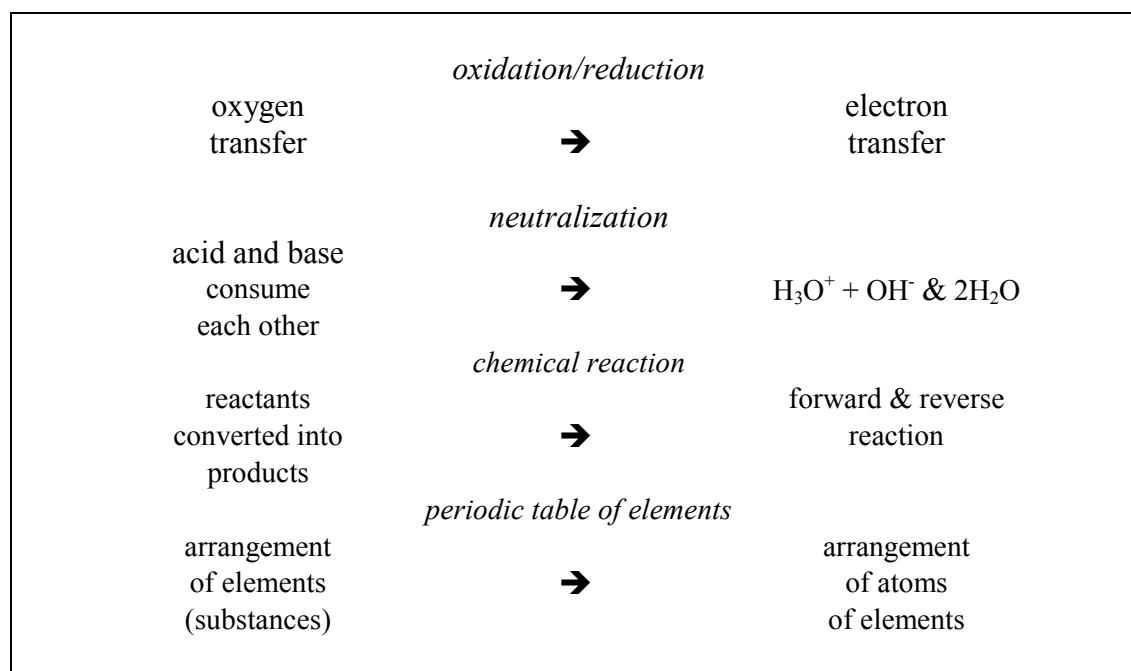 oxidation/reduction
oxygen electron
transfer ➔ transfer
neutralization
acid and base
consume ➔ H₃O⁺ + OH⁻ & 2H₂O
each other
chemical reaction
reactants forward & reverse
converted into ➔ reaction
products
periodic table of elements
arrangement arrangement
of elements ➔ of atoms
(substances) of elements